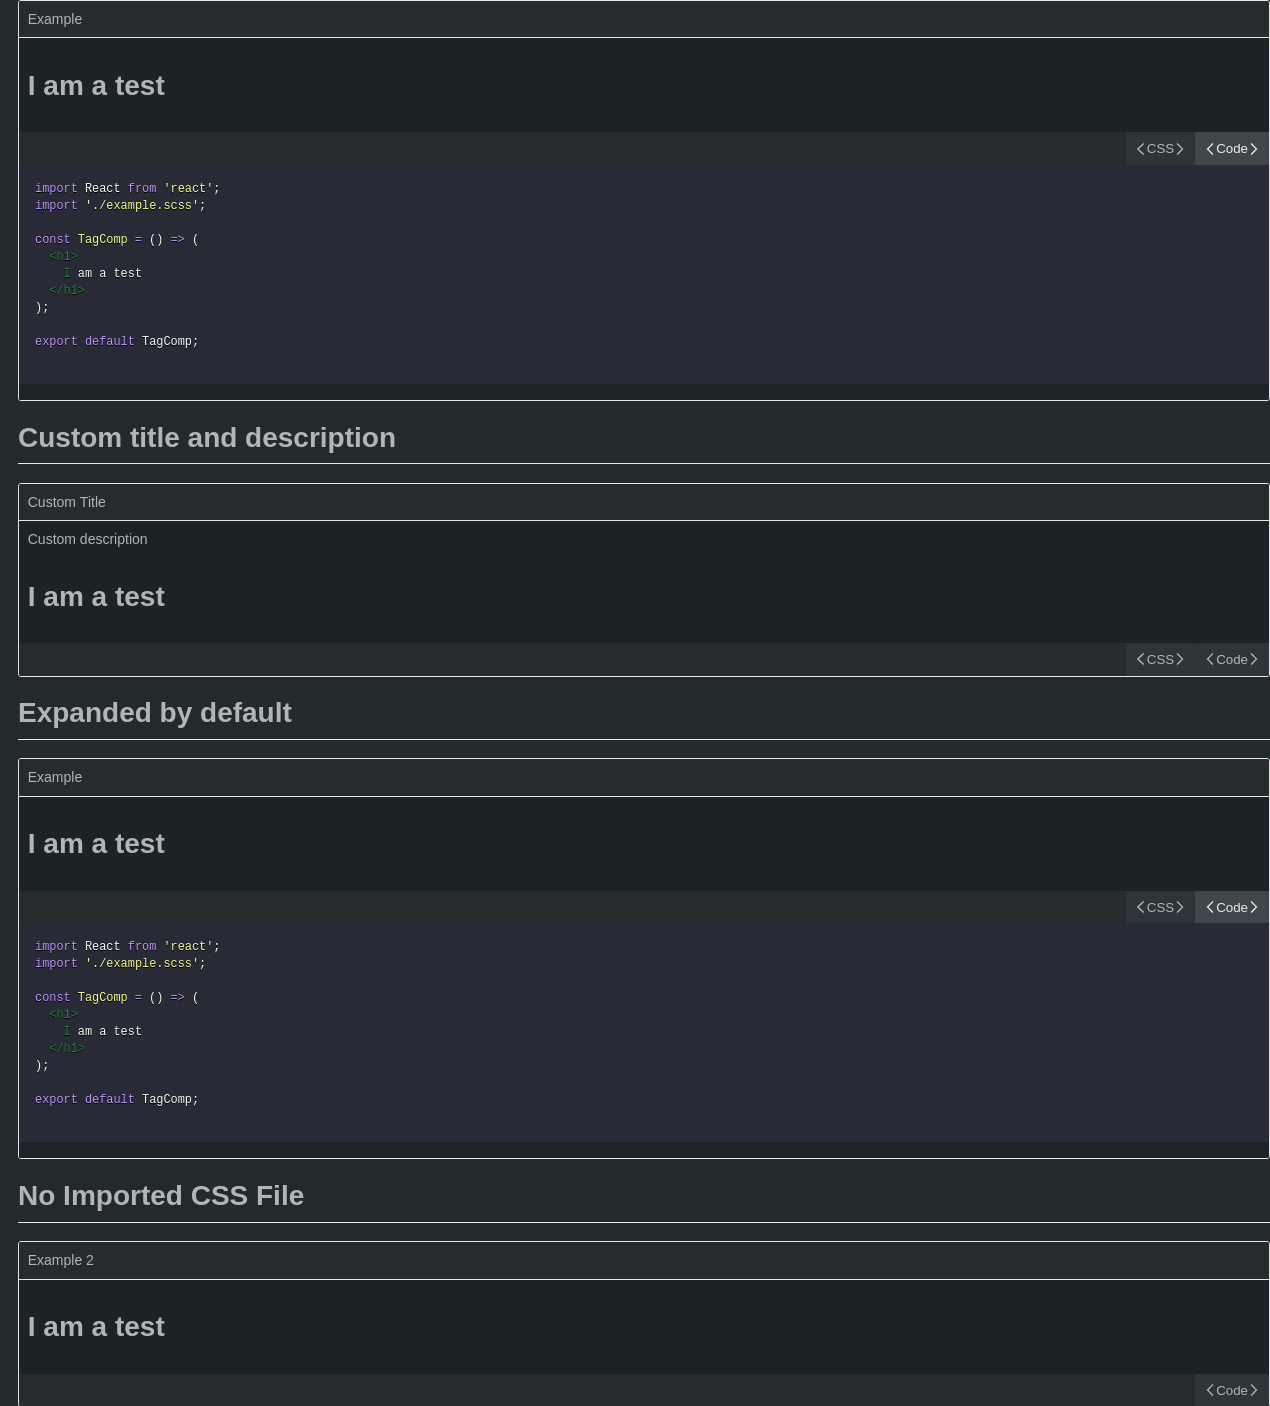 Example
I am a test
CSS Code
import React from 'react';
import './example.scss';
const TagComp = () => (
<h1>
I am a test
</h1>
);
export default TagComp;
Custom title and description
Custom Title
Custom description
I am a test
CSS Code
Expanded by default
Example
I am a test
CSS Code
import React from 'react';
import './example.scss';
const TagComp = () => (
<h1>
I am a test
</h1>
);
export default TagComp;
No Imported CSS File
Example 2
I am a test
Code